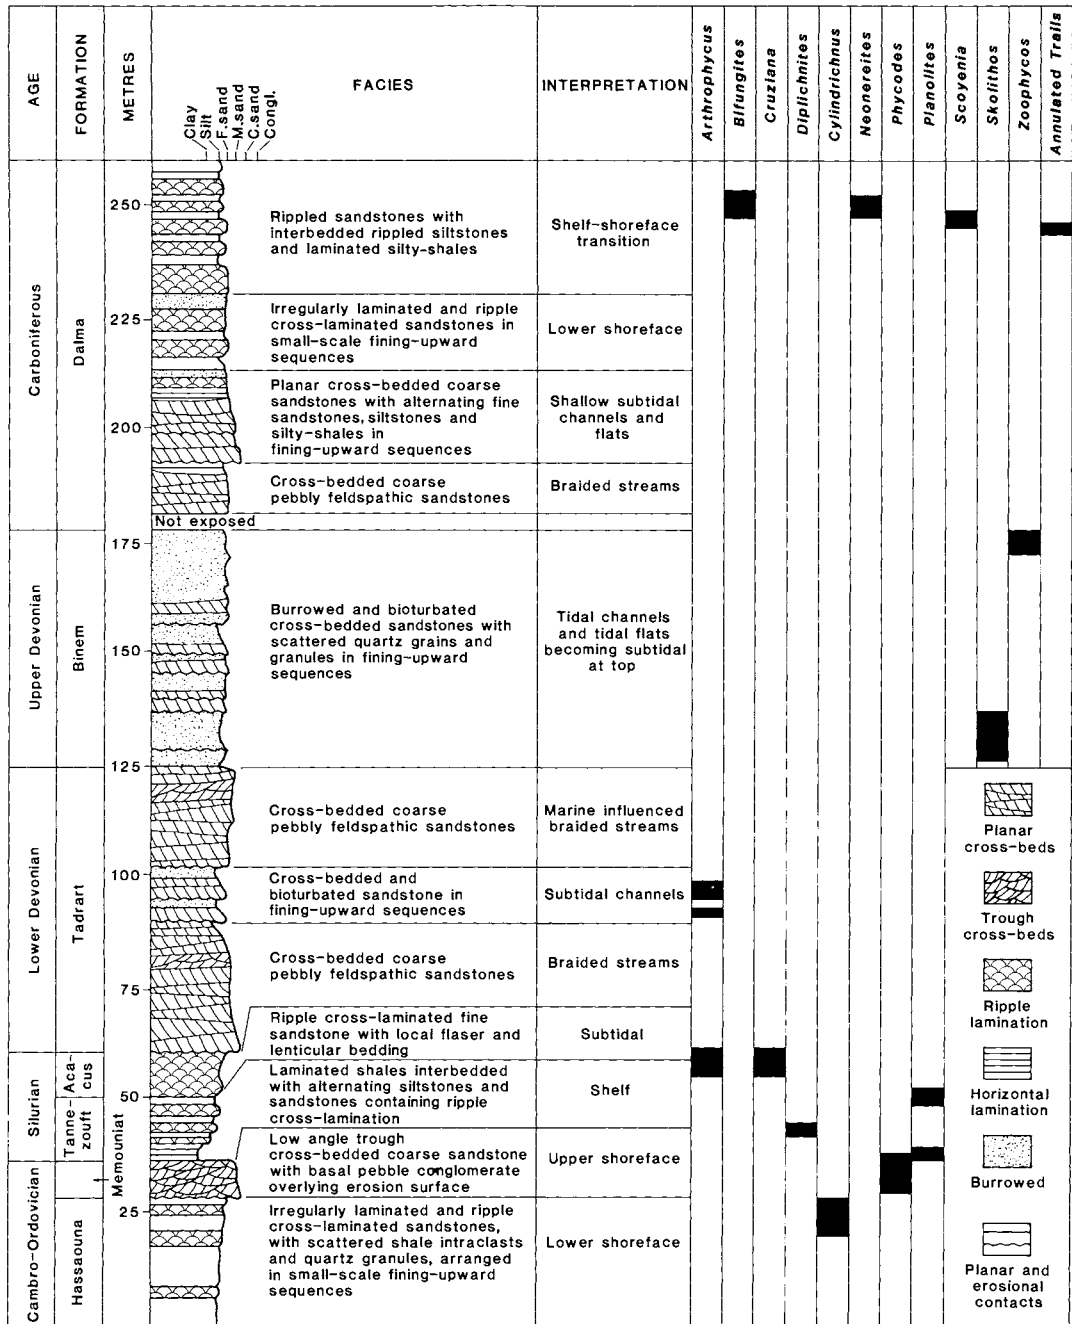 AGE
FORMATION
METRES
Clay
Silt
F.sand
M.sand
C.sand
Congl.
FACIES
INTERPRETATION
Arthrophycus
Bifungites
Cruziana
Diplichnites
Cylindrichnus
Neonereites
Phycodes
Planolites
Scoyenia
Skolithos
Zoophycos
Annulated Trails
Carboniferous
Dalma
250
225
200
Rippled sandstones with
interbedded rippled siltstones
and laminated silty-shales
Shelf-shoreface
transition
Irregularly laminated and ripple
cross-laminated sandstones in
small-scale fining-upward
sequences
Lower shoreface
Planar cross-bedded coarse
sandstones with alternating fine
sandstones, siltstones and
silty-shales in
fining-upward sequences
Shallow subtidal
channels and
flats
Cross-bedded coarse
pebbly feldspathic sandstones
Braided streams
Not exposed
Upper Devonian
Binem
175
150
125
Burrowed and bioturbated
cross-bedded sandstones with
scattered quartz grains and
granules in fining-upward
sequences
Tidal channels
and tidal flats
becoming subtidal
at top
Lower Devonian
Tadrart
100
75
Cross-bedded coarse
pebbly feldspathic sandstones
Marine influenced
braided streams
Cross-bedded and
bioturbated sandstone in
fining-upward sequences
Subtidal channels
Cross-bedded coarse
pebbly feldspathic sandstones
Braided streams
Ripple cross-laminated fine
sandstone with local flaser and
lenticular bedding
Subtidal
Silurian
Aca-
cus
Tanne-
zouft
50
Laminated shales interbedded
with alternating siltstones and
sandstones containing ripple
cross-lamination
Shelf
Cambro-Ordovician
Memouniat
Hassaouna
25
Low angle trough
cross-bedded coarse sandstone
with basal pebble conglomerate
overlying erosion surface
Upper shoreface
Irregularly laminated and ripple
cross-laminated sandstones,
with scattered shale intraclasts
and quartz granules, arranged
in small-scale fining-upward
sequences
Lower shoreface
Planar
cross-beds
Trough
cross-beds
Ripple
lamination
Horizontal
lamination
Burrowed
Planar and
erosional
contacts